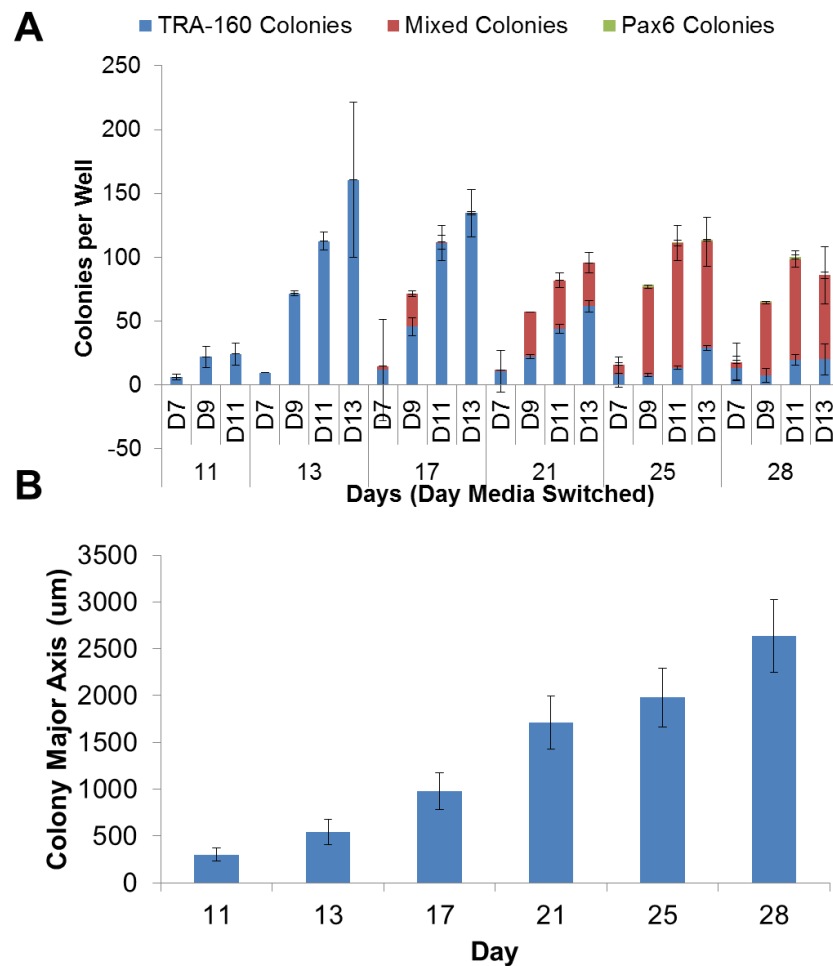 A
TRA-160 Colonies Mixed Colonies Pax6 Colonies
Colonies per Well
250
200
150
100
50
0
-50
D7 D9 D11 D7 D9 D11 D13 D7 D9 D11 D13 D7 D9 D11 D13 D7 D9 D11 D13 D7 D9 D11 D13
11 13 17 21 25 28
Days (Day Media Switched)
B
Colony Major Axis (um)
3500
3000
2500
2000
1500
1000
500
0
11 13 17 21 25 28
Day